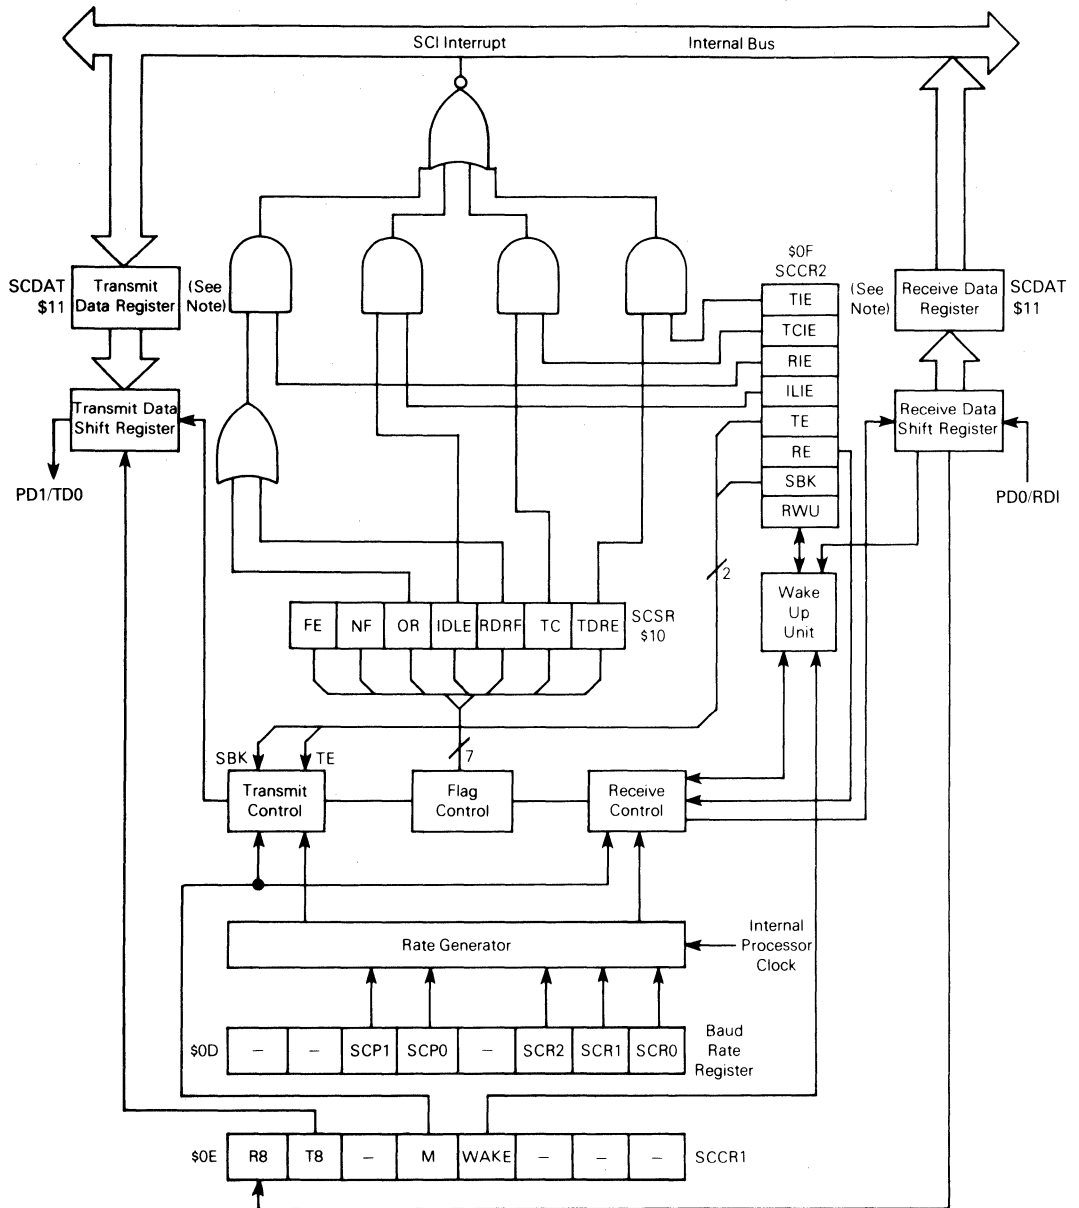 SCI Interrupt
Internal Bus
$0F
SCCR2
SCDAT
$11
Transmit
Data Register
(See
Note)
TIE
TCIE
RIE
ILIE
TE
RE
SBK
RWU
(See
Note)
Receive Data
Register
SCDAT
$11
Transmit Data
Shift Register
Receive Data
Shift Register
PD1/TD0
PD0/RDI
2
Wake
Up
Unit
FE
NF
OR
IDLE
RDRF
TC
TDRE
SCSR
$10
SBK
TE
7
Transmit
Control
Flag
Control
Receive
Control
Rate Generator
Internal
Processor
Clock
$0D
–
–
SCP1
SCP0
–
SCR2
SCR1
SCR0
Baud
Rate
Register
$0E
R8
T8
–
M
WAKE
–
–
–
SCCR1